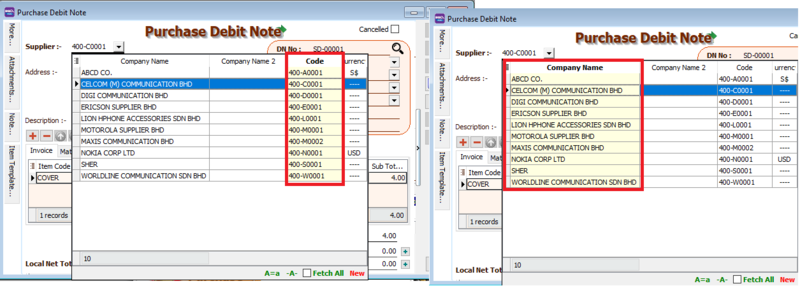 Purchase Debit Note
Purchase Debit Note
Cancelled
Supplier :- 400-C0001
DN No : SD-00001
Company Name Company Name 2 Code urrenc
Address :-
ABCD CO. 400-A0001 S$
CELCOM (M) COMMUNICATION BHD 400-C0001 ----
DIGI COMMUNICATION BHD 400-D0001 ----
ERICSON SUPPLIER BHD 400-E0001 ----
LION HPHONE ACCESSORIES SDN BHD 400-L0001 ----
MOTOROLA SUPPLIER BHD 400-M0001 ----
MAXIS COMMUNICATION BHD 400-M0002 ----
NOKIA CORP LTD 400-N0001 USD
SHER 400-S0001 ----
WORLDLINE COMMUNICATION SDN BHD 400-W0001 ----
Description :-
Invoice Mat
Item Code
Sub Tot...
COVER
4.00
1 records
4.00
4.00
0.00
Local Net Tot
0.00
10
A=a -A- Fetch All New
More...
Attachments...
Note...
Item Template...
Purchase Debit Note
Purchase Debit Note
Supplier :- 400-C0001
DN No : SD-00001
Company Name Company Name 2 Code urrenc
Address :-
ABCD CO. 400-A0001 S$
CELCOM (M) COMMUNICATION BHD 400-C0001 ----
DIGI COMMUNICATION BHD 400-D0001 ----
ERICSON SUPPLIER BHD 400-E0001 ----
LION HPHONE ACCESSORIES SDN BHD 400-L0001 ----
MOTOROLA SUPPLIER BHD 400-M0001 ----
MAXIS COMMUNICATION BHD 400-M0002 ----
NOKIA CORP LTD 400-N0001 USD
SHER 400-S0001 ----
WORLDLINE COMMUNICATION SDN BHD 400-W0001 ----
Description :-
Invoice Mat
Item Code
COVER
1 records
Local Net Tot
10
A=a -A- Fetch All New
More...
Attachments...
Note...
Item Template...